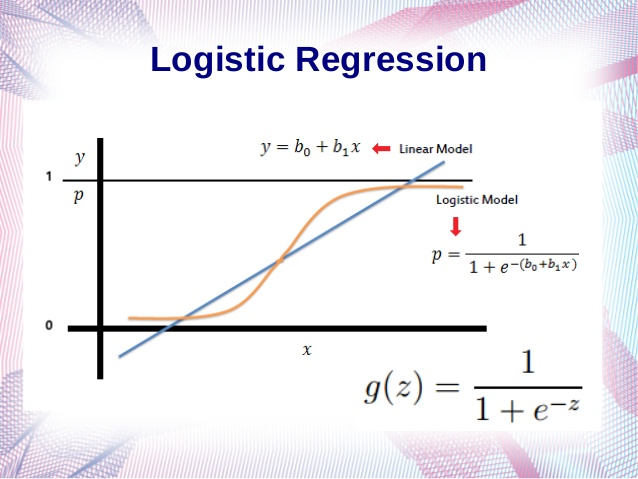 Logistic Regression
y
y = b₀ + b₁x
Linear Model
1
p
Logistic Model
p = 1 / (1 + e^−(b₀+b₁x))
0
x
g(z) = 1 / (1 + e^−z)